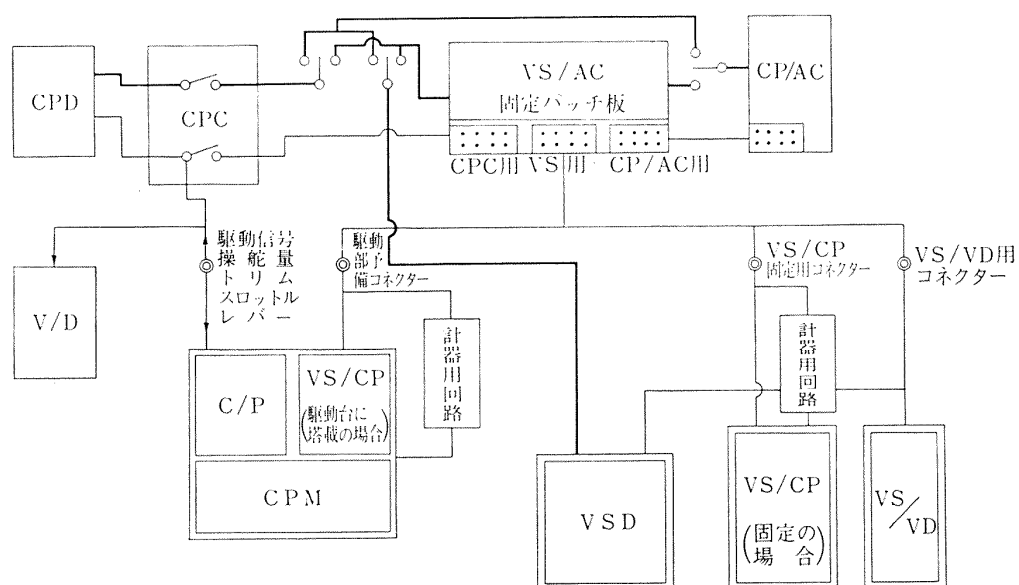 CPD
CPC
VS/AC
固定パッチ板
CP/AC
CPC用
VS用
CP/AC用
駆動信号
操舵量
トリム
スロットル
レバー
駆動
部予
備コネクター
VS/CP
固定用コネクター
VS/VD用
コネクター
V/D
C/P
VS/CP
(駆動台に
塔載の場合)
計器用回路
CPM
VSD
計器用回路
VS/CP
(固定の
場合)
VS/VD